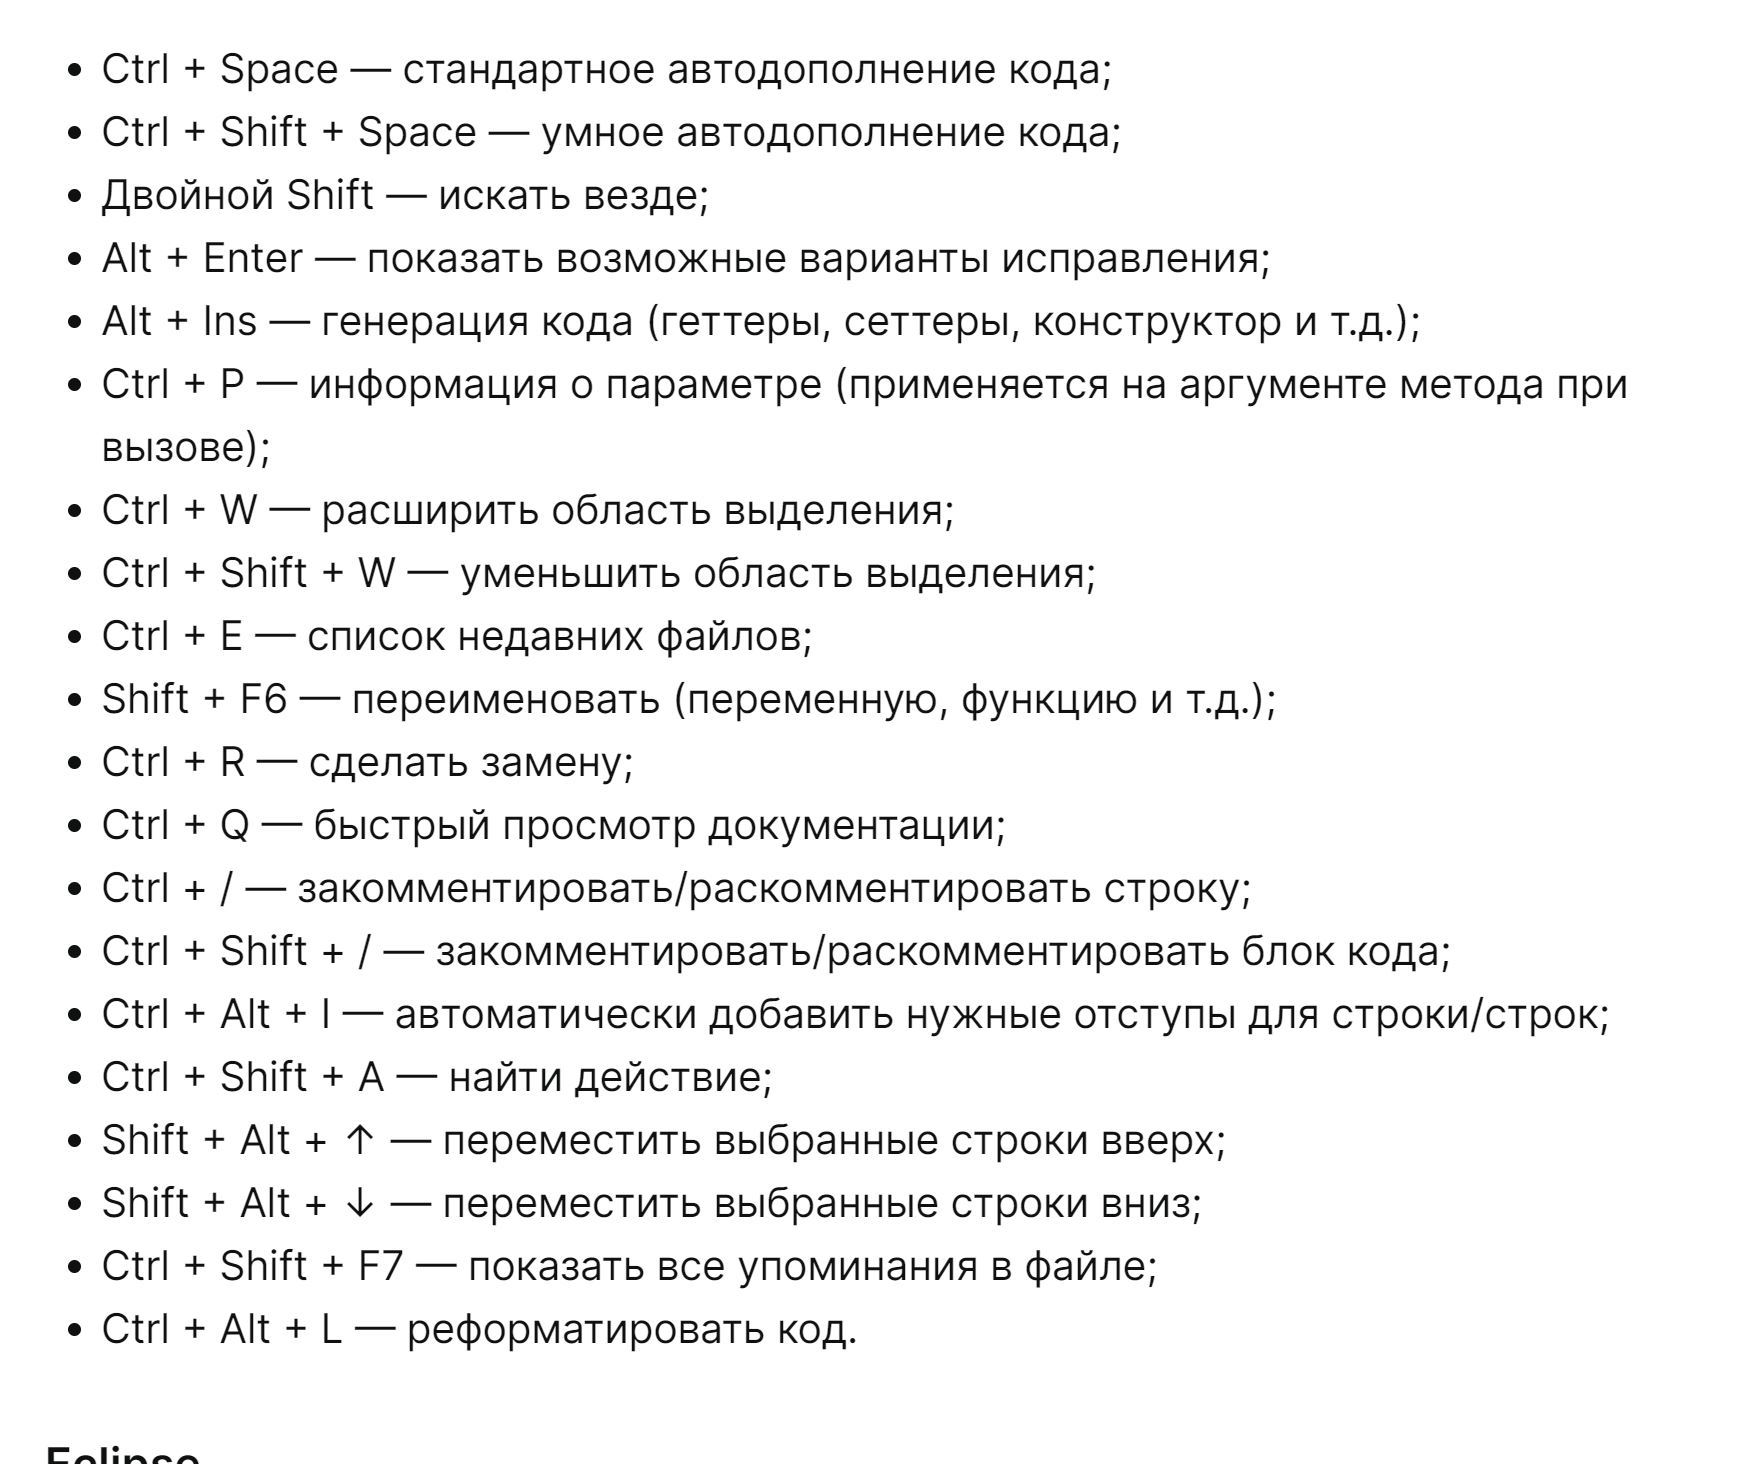 • Ctrl + Space — стандартное автодополнение кода;
• Ctrl + Shift + Space — умное автодополнение кода;
• Двойной Shift — искать везде;
• Alt + Enter — показать возможные варианты исправления;
• Alt + Ins — генерация кода (геттеры, сеттеры, конструктор и т.д.);
• Ctrl + P — информация о параметре (применяется на аргументе метода при
вызове);
• Ctrl + W — расширить область выделения;
• Ctrl + Shift + W — уменьшить область выделения;
• Ctrl + E — список недавних файлов;
• Shift + F6 — переименовать (переменную, функцию и т.д.);
• Ctrl + R — сделать замену;
• Ctrl + Q — быстрый просмотр документации;
• Ctrl + / — закомментировать/раскомментировать строку;
• Ctrl + Shift + / — закомментировать/раскомментировать блок кода;
• Ctrl + Alt + I — автоматически добавить нужные отступы для строки/строк;
• Ctrl + Shift + A — найти действие;
• Shift + Alt + ↑ — переместить выбранные строки вверх;
• Shift + Alt + ↓ — переместить выбранные строки вниз;
• Ctrl + Shift + F7 — показать все упоминания в файле;
• Ctrl + Alt + L — реформатировать код.
Eclipse